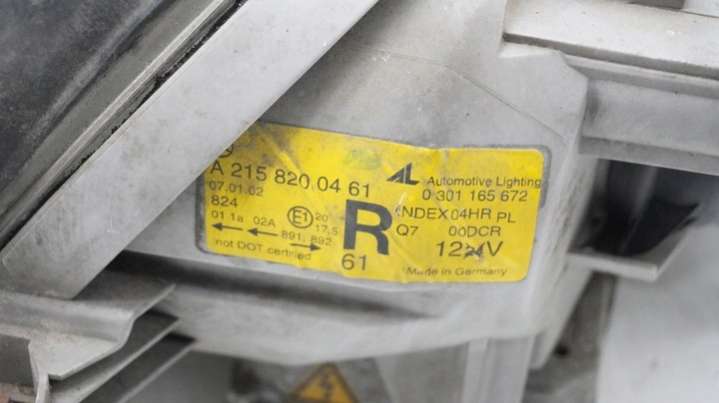 A 215 820 04 61
07.01.02
824
01 1a 02A E1 20 17,5
891, 892
not DOT certified
R
61
AL Automotive Lighting
0 301 165 672
INDEX 04HR PL
Q7 00DCR
12V
Made in Germany